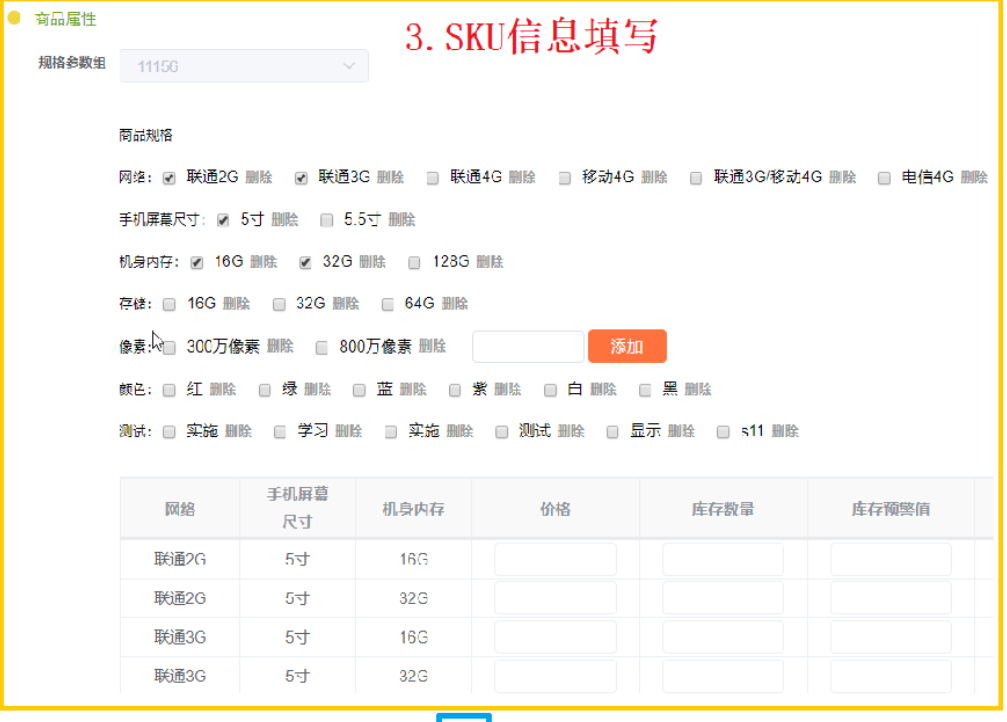 商品属性
3.SKU信息填写
规格参数组 11156
商品规格
网络: 联通2G 删除 联通3G 删除 联通4G 删除 移动4G 删除 联通3G/移动4G 删除 电信4G 删除
手机屏幕尺寸: 5寸 删除 5.5寸 删除
机身内存: 16G 删除 32G 删除 128G 删除
存储: 16G 删除 32G 删除 64G 删除
像素: 300万像素 删除 800万像素 删除 添加
颜色: 红 删除 绿 删除 蓝 删除 紫 删除 白 删除 黑 删除
测试: 实施 删除 学习 删除 实施 删除 测试 删除 显示 删除 s11 删除
网络 手机屏幕 机身内存 价格 库存数量 库存预警值
尺寸
联通2G 5寸 16G
联通2G 5寸 32G
联通3G 5寸 16G
联通3G 5寸 32G